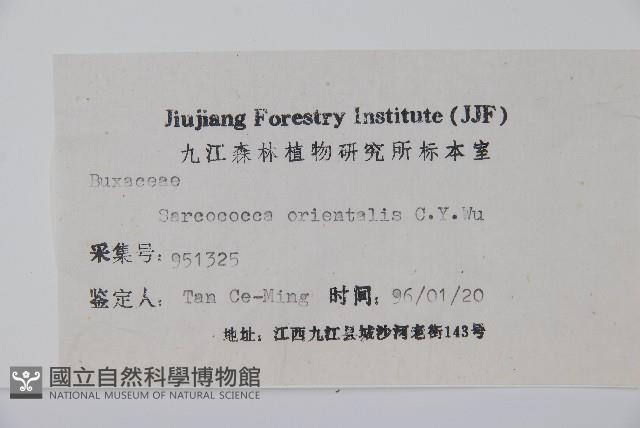 Jiujiang Forestry Institute (JJF)
九江森林植物研究所标本室
Buxaceae
Sarcococca orientalis C.Y.Wu
采集号: 951325
鉴定人: Tan Ce-Ming 时间: 96/01/20
地址: 江西九江县城沙河老街143号
國立自然科學博物館
NATIONAL MUSEUM OF NATURAL SCIENCE